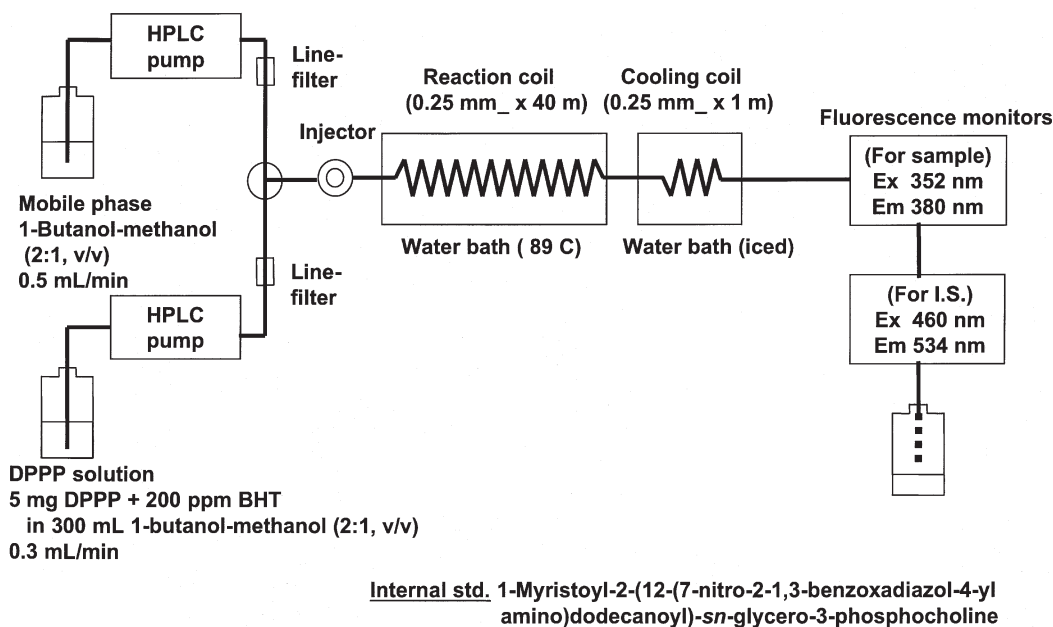 HPLC
pump
Line-
filter
Reaction coil
(0.25 mm_ x 40 m)
Cooling coil
(0.25 mm_ x 1 m)
Injector
Fluorescence monitors
(For sample)
Ex 352 nm
Em 380 nm
Mobile phase
1-Butanol-methanol
(2:1, v/v)
0.5 mL/min
Water bath ( 89 C)
Water bath (iced)
Line-
filter
HPLC
pump
(For I.S.)
Ex 460 nm
Em 534 nm
DPPP solution
5 mg DPPP + 200 ppm BHT
in 300 mL 1-butanol-methanol (2:1, v/v)
0.3 mL/min
Internal std. 1-Myristoyl-2-(12-(7-nitro-2-1,3-benzoxadiazol-4-yl
amino)dodecanoyl)-sn-glycero-3-phosphocholine